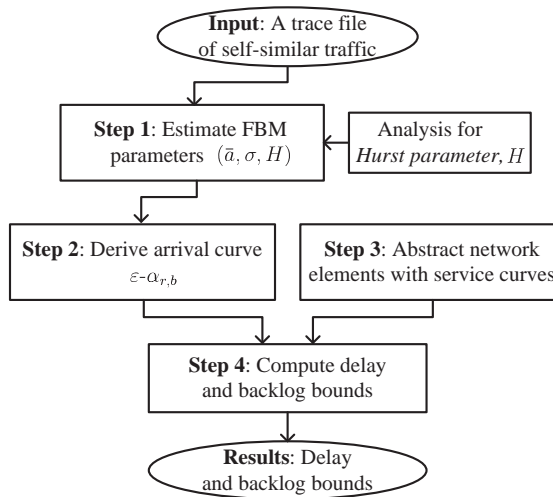 Input: A trace file
of self-similar traffic
Step 1: Estimate FBM
parameters (ā, σ, H)
Analysis for
Hurst parameter, H
Step 2: Derive arrival curve
ε-α_{r,b}
Step 3: Abstract network
elements with service curves
Step 4: Compute delay
and backlog bounds
Results: Delay
and backlog bounds